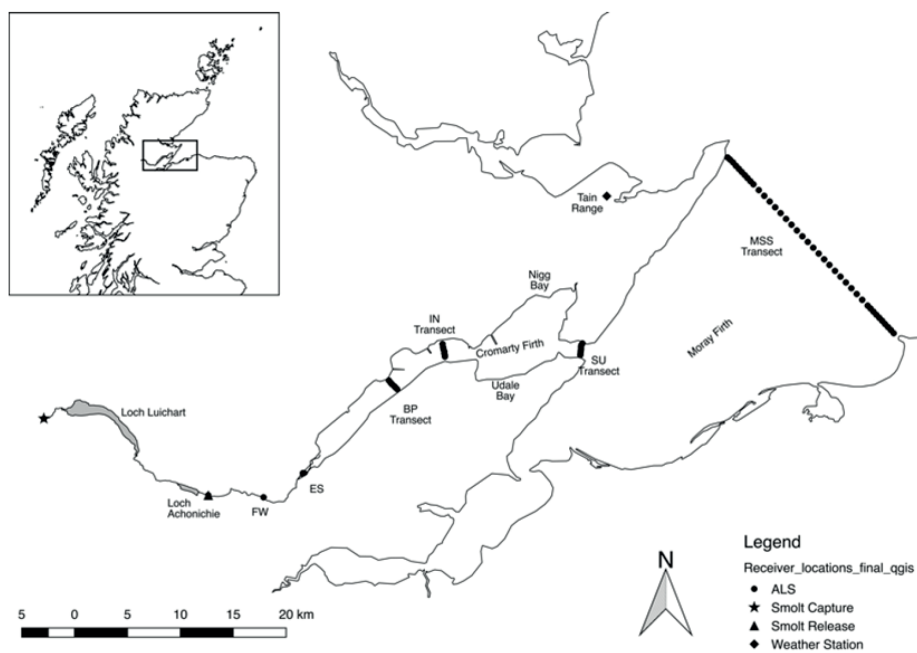 Tain
Range
MSS
Transect
Nigg
Bay
IN
Transect
Cromarty Firth
Moray Firth
SU
Transect
Udale
Bay
BP
Transect
Loch Luichart
ES
Loch
Achonichie
FW
N
Legend
Receiver_locations_final_qgis
ALS
Smolt Capture
Smolt Release
Weather Station
5 0 5 10 15 20 km